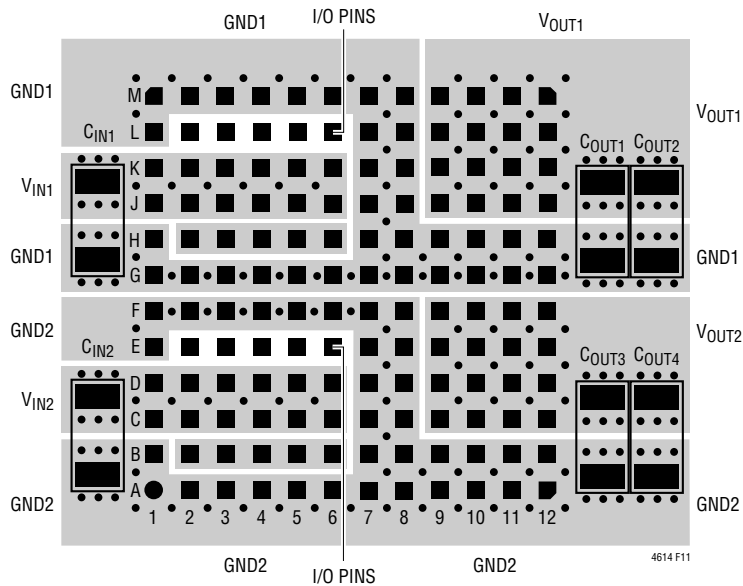 GND1
I/O PINS
VOUT1
GND1
M
CIN1
L
VOUT1
COUT1 COUT2
K
VIN1
J
GND1
H
GND1
G
GND2
F
CIN2
E
VOUT2
COUT3 COUT4
D
VIN2
C
B
GND2
A
GND2
1 2 3 4 5 6 7 8 9 10 11 12
GND2
I/O PINS
GND2
4614 F11